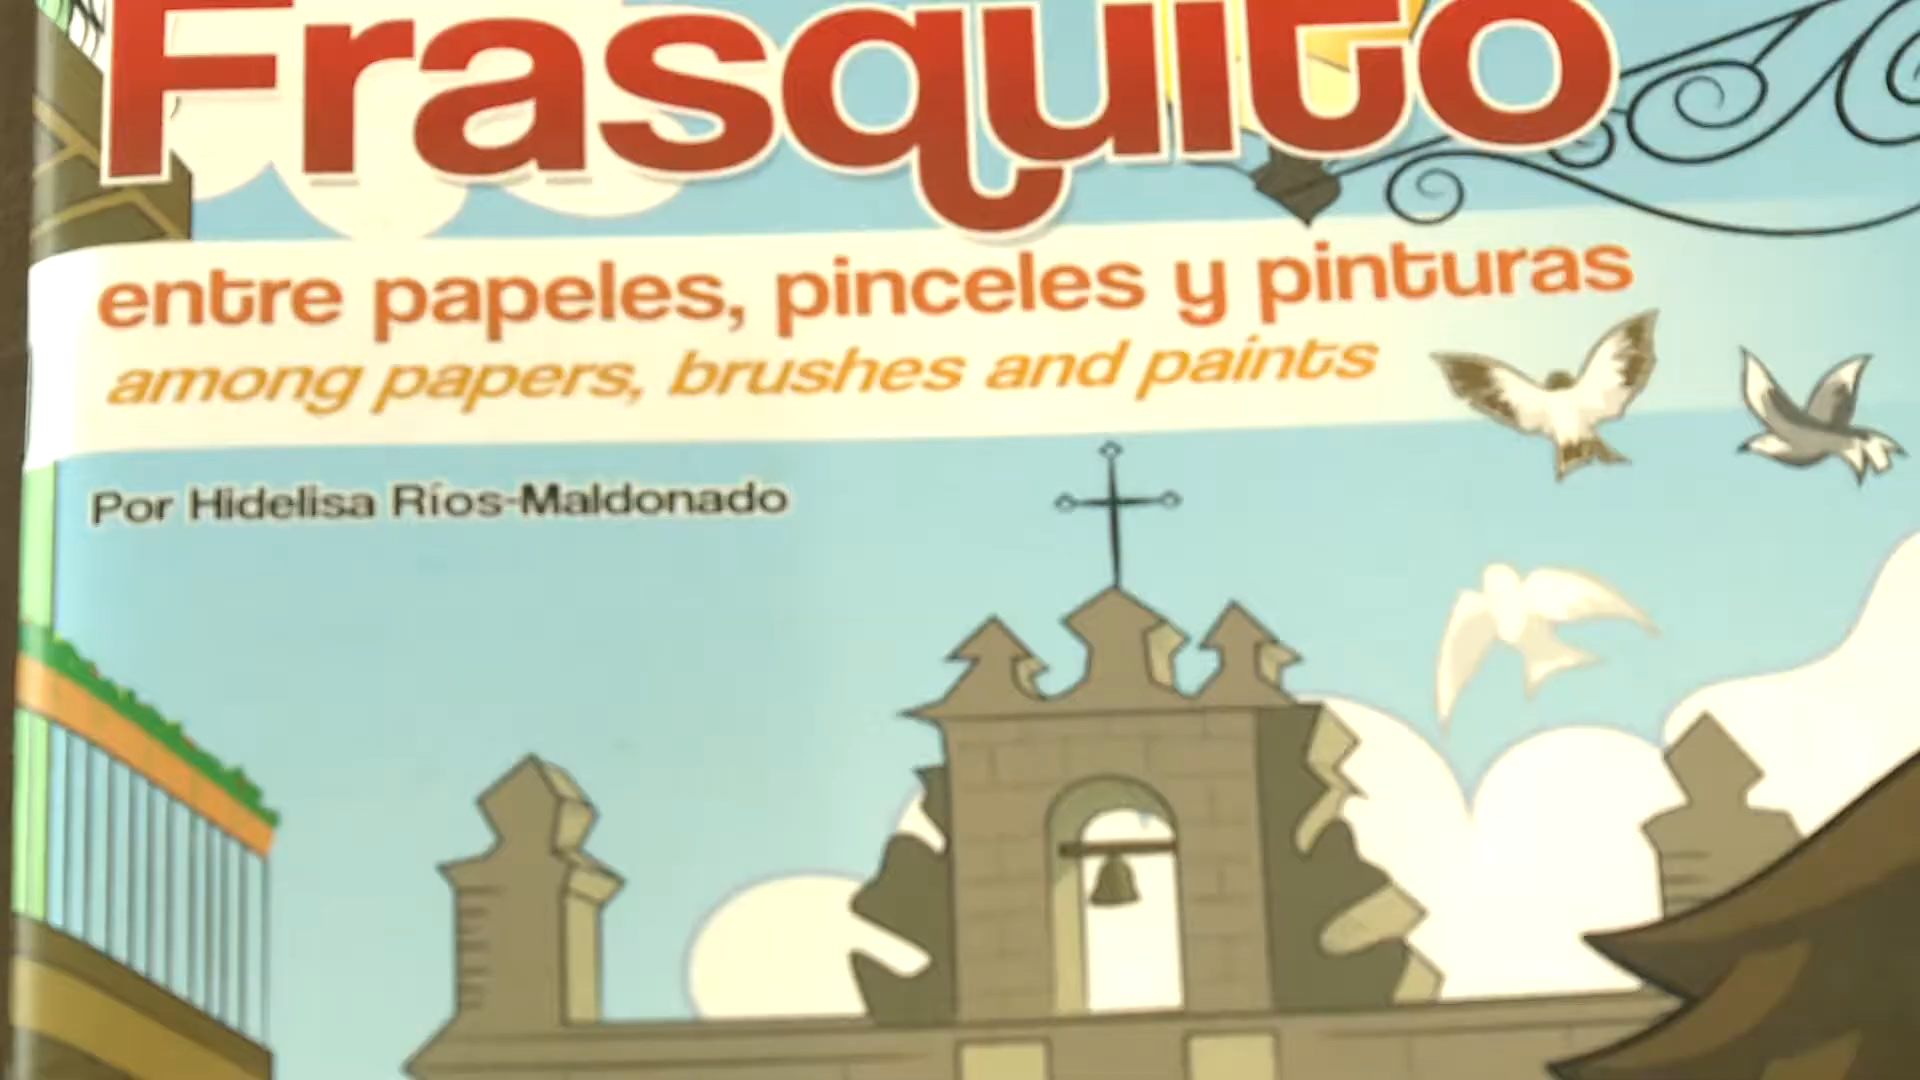 Frasquito
entre papeles, pinceles y pinturas
among papers, brushes and paints
Por Hidelisa Ríos-Maldonado